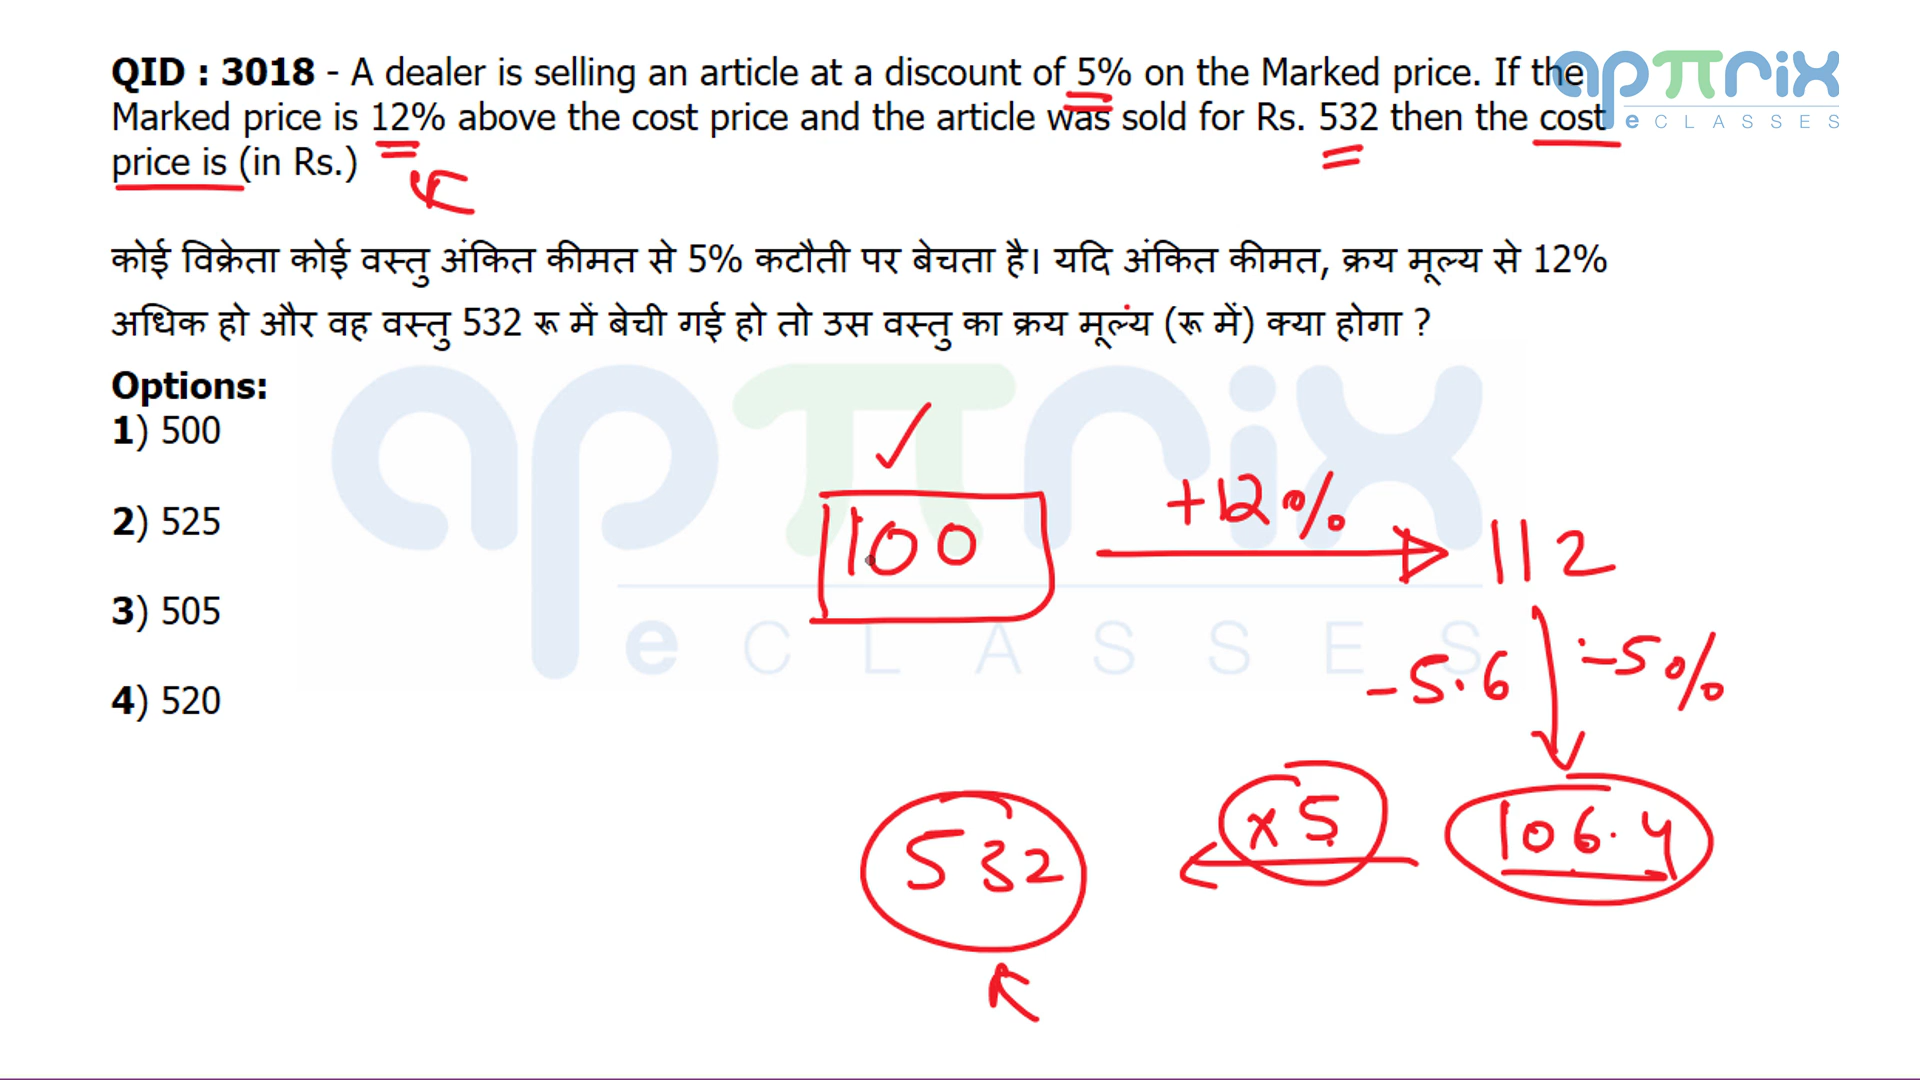 QID : 3018 - A dealer is selling an article at a discount of 5% on the Marked price. If the
Marked price is 12% above the cost price and the article was sold for Rs. 532 then the cost
price is (in Rs.)
apπrix
e CLASSES
कोई विक्रेता कोई वस्तु अंकित कीमत से 5% कटौती पर बेचता है। यदि अंकित कीमत, क्रय मूल्य से 12%
अधिक हो और वह वस्तु 532 रू में बेची गई हो तो उस वस्तु का क्रय मूल्य (रू में) क्या होगा ?
Options:
1) 500
2) 525
3) 505
4) 520
apπrix
e CLASSES
100
+12%
112
-5.6
-5%
106.4
x5
532